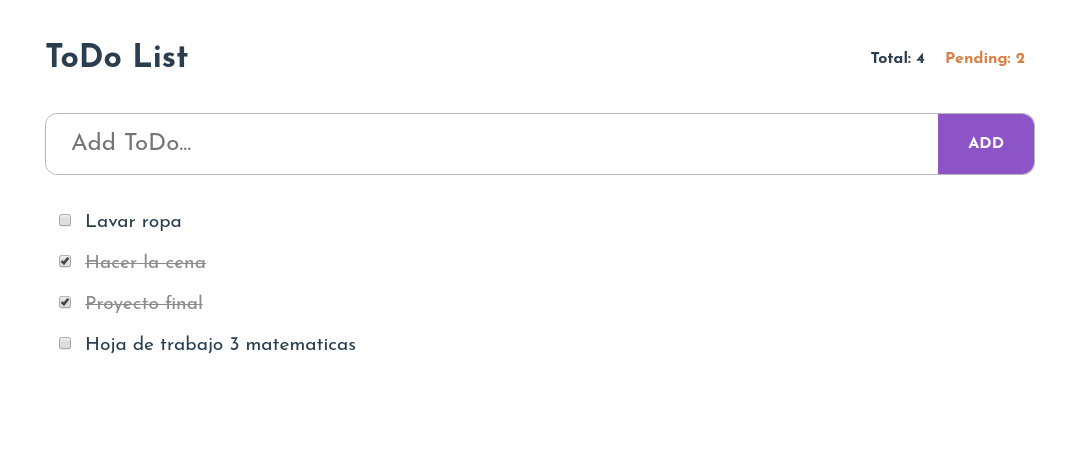 ToDo List
Total: 4 Pending: 2
Add ToDo...
ADD
Lavar ropa
Hacer la cena
Proyecto final
Hoja de trabajo 3 matematicas